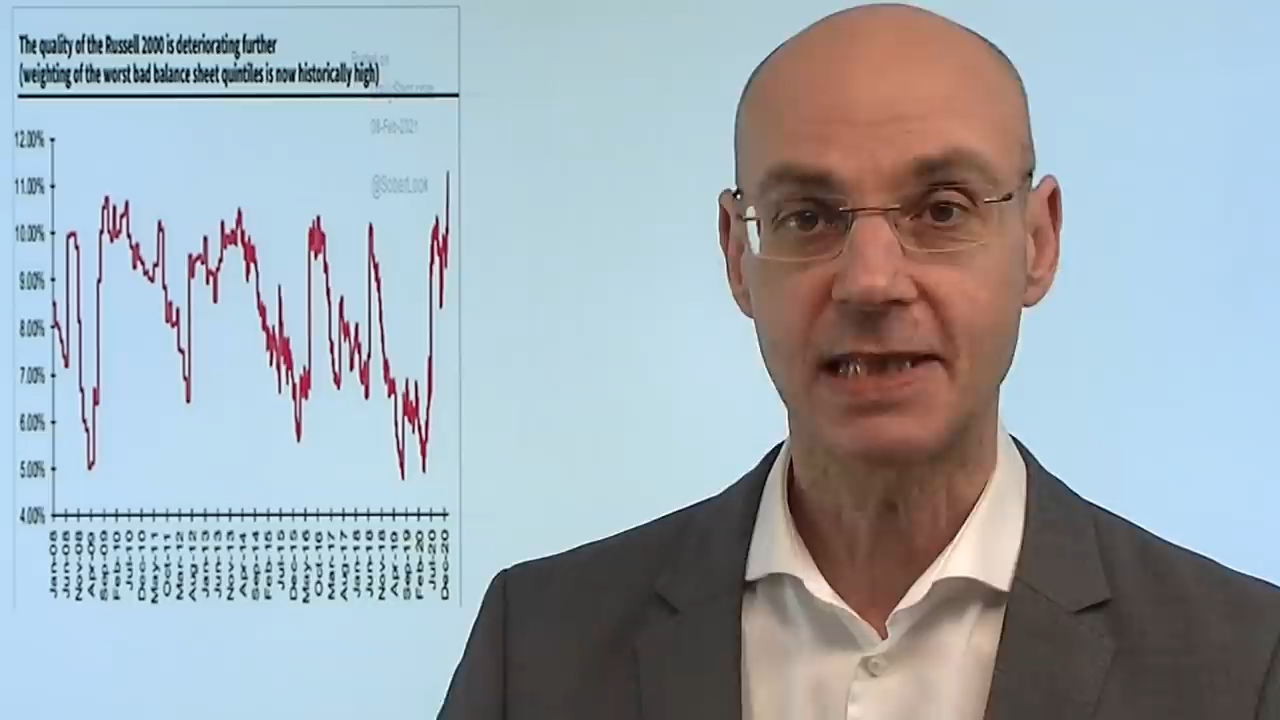 The quality of the Russell 2000 is deteriorating further
(weighting of the worst bad balance sheet quintiles is now historically high)
08-Feb-2021
@SoberLook
12.00%
11.00%
10.00%
9.00%
8.00%
7.00%
6.00%
5.00%
4.00%
Jan-08
Jun-08
Nov-08
Apr-09
Sep-09
Feb-10
Jul-10
Dec-10
May-11
Oct-11
Mar-12
Aug-12
Jan-13
Jun-13
Nov-13
Apr-14
Sep-14
Feb-15
Jul-15
Dec-15
May-16
Oct-16
Mar-17
Aug-17
Jan-18
Jun-18
Nov-18
Apr-19
Sep-19
Feb-20
Jul-20
Dec-20